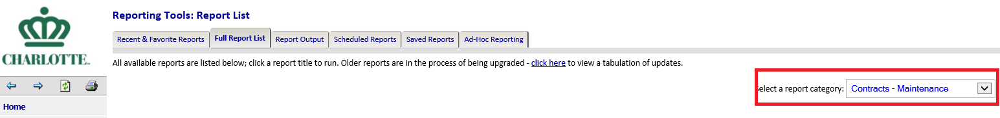 Reporting Tools: Report List
CHARLOTTE.
Recent & Favorite Reports Full Report List Report Output Scheduled Reports Saved Reports Ad-Hoc Reporting
All available reports are listed below; click a report title to run. Older reports are in the process of being upgraded - click here to view a tabulation of updates.
elect a report category: Contracts - Maintenance
Home